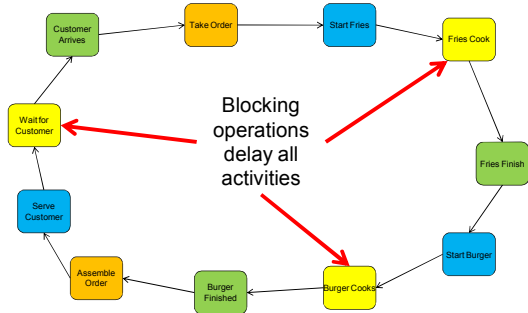 Customer
Arrives
Take Order
Start Fries
Fries Cook
Wait for
Customer
Blocking
operations
delay all
activities
Fries Finish
Serve
Customer
Start Burger
Assemble
Order
Burger
Finished
Burger Cooks